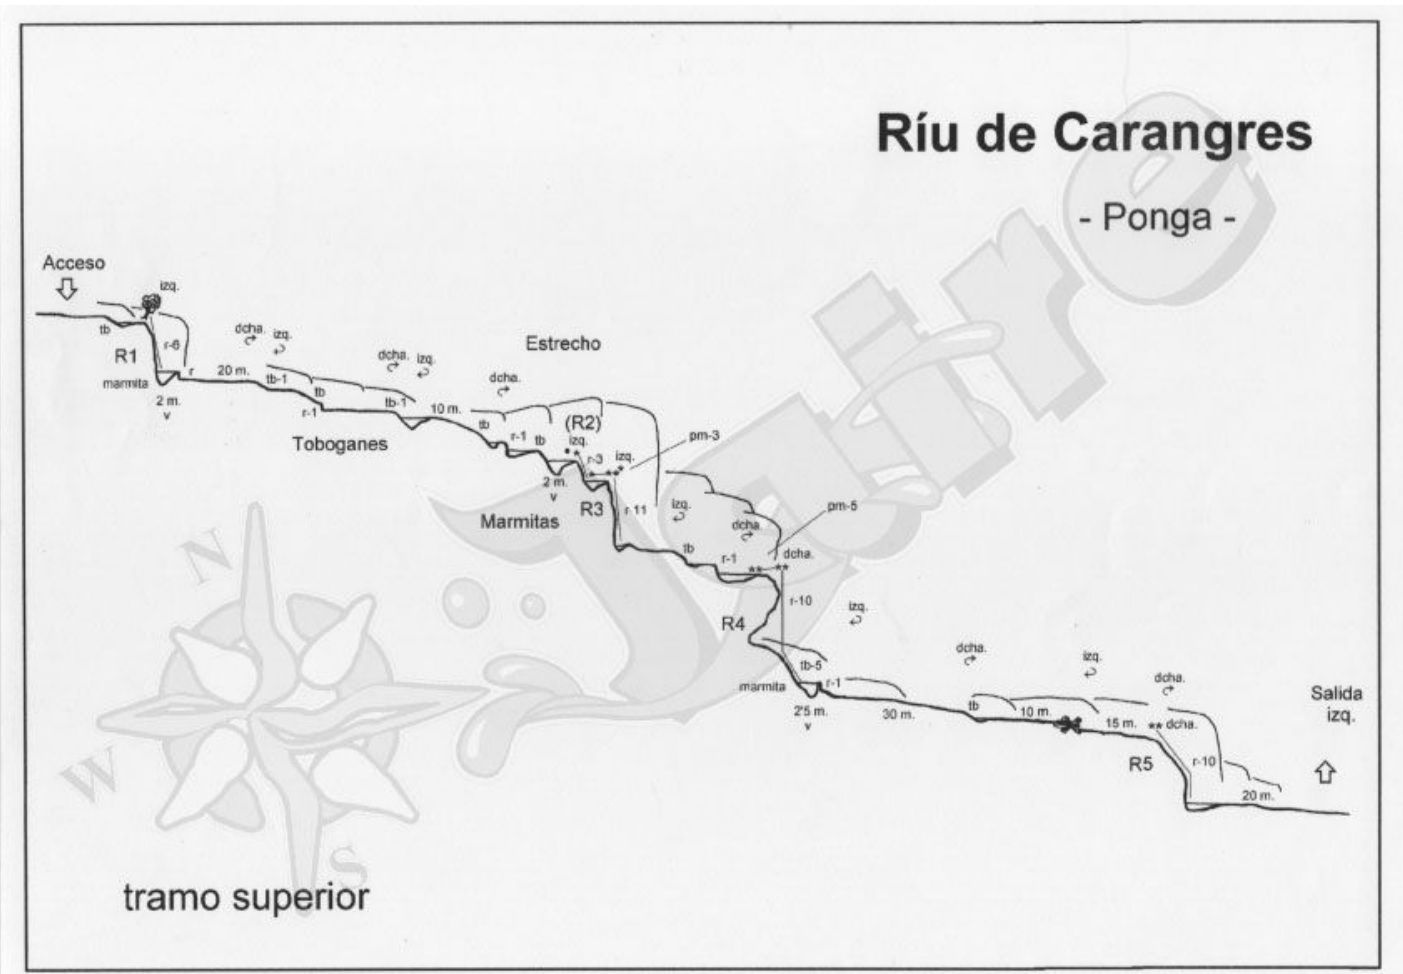 Ríu de Carangres
- Ponga -
Acceso
izq.
tb
R1
r-6
marmita
r
2 m.
v
20 m.
dcha.
izq.
tb-1
tb
r-1
tb-1
Toboganes
dcha.
izq.
10 m.
dcha.
Estrecho
tb
r-1
tb
(R2)
izq.
r-3
izq.
pm-3
2 m.
v
R3
Marmitas
r-11
izq.
dcha.
pm-5
tb
r-1
dcha.
r-10
R4
izq.
tb-5
marmita
r-1
2'5 m.
v
30 m.
dcha.
tb
10 m.
izq.
15 m.
dcha.
dcha.
R5
r-10
20 m.
Salida
izq.
N
W
S
tramo superior